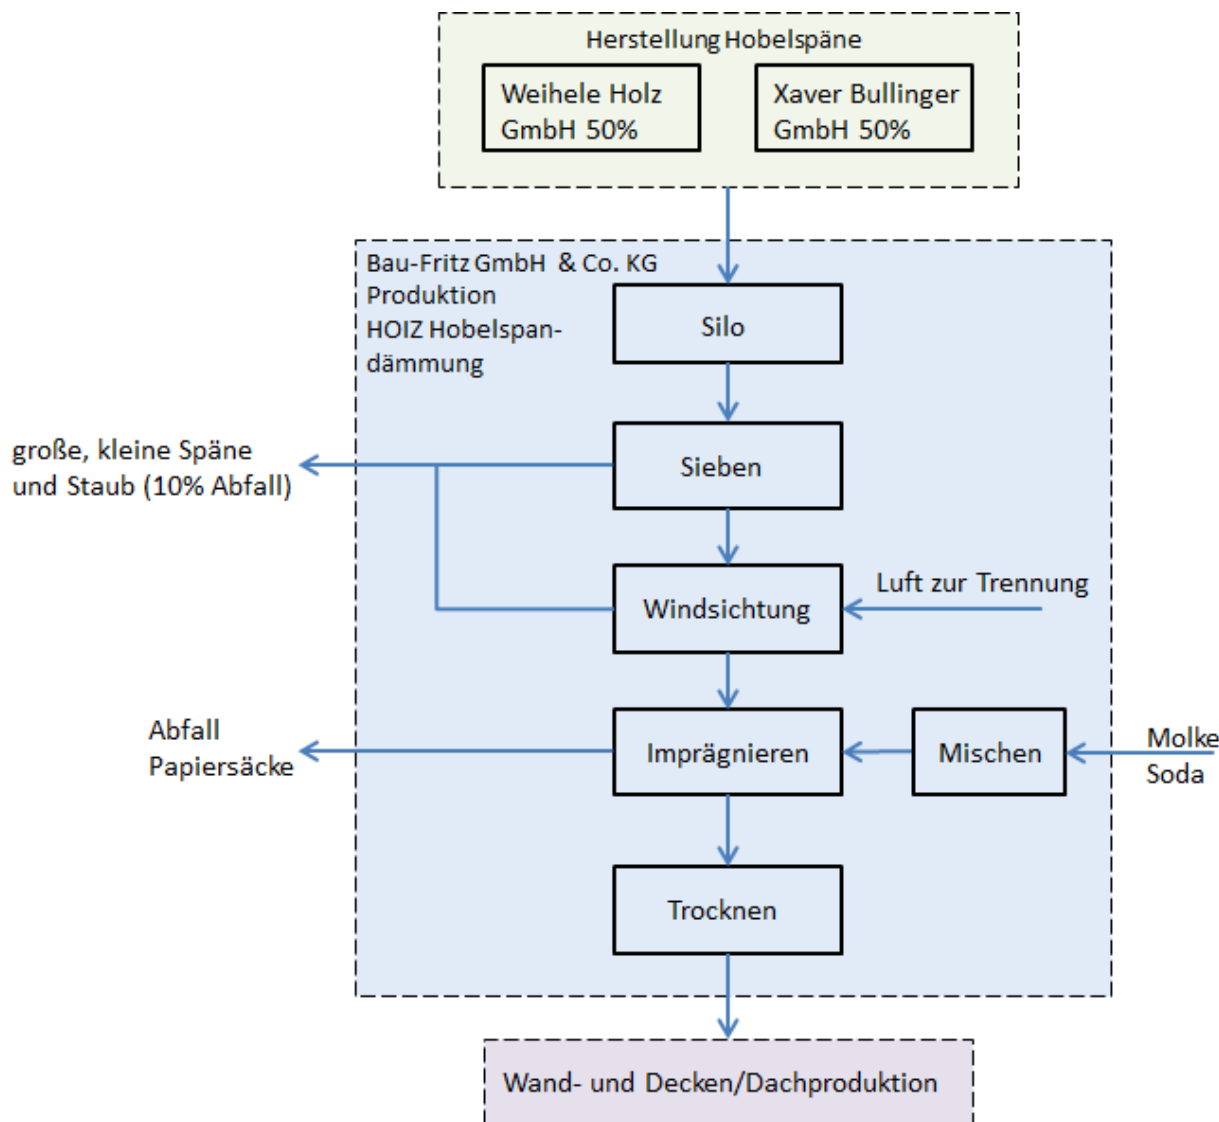 Herstellung Hobelspäne
Weihele Holz
GmbH 50%
Xaver Bullinger
GmbH 50%
Bau-Fritz GmbH & Co. KG
Produktion
HOIZ Hobelspan-
dämmung
Silo
große, kleine Späne
und Staub (10% Abfall)
Sieben
Windsichtung
Luft zur Trennung
Abfall
Papiersäcke
Imprägnieren
Mischen
Molke
Soda
Trocknen
Wand- und Decken/Dachproduktion